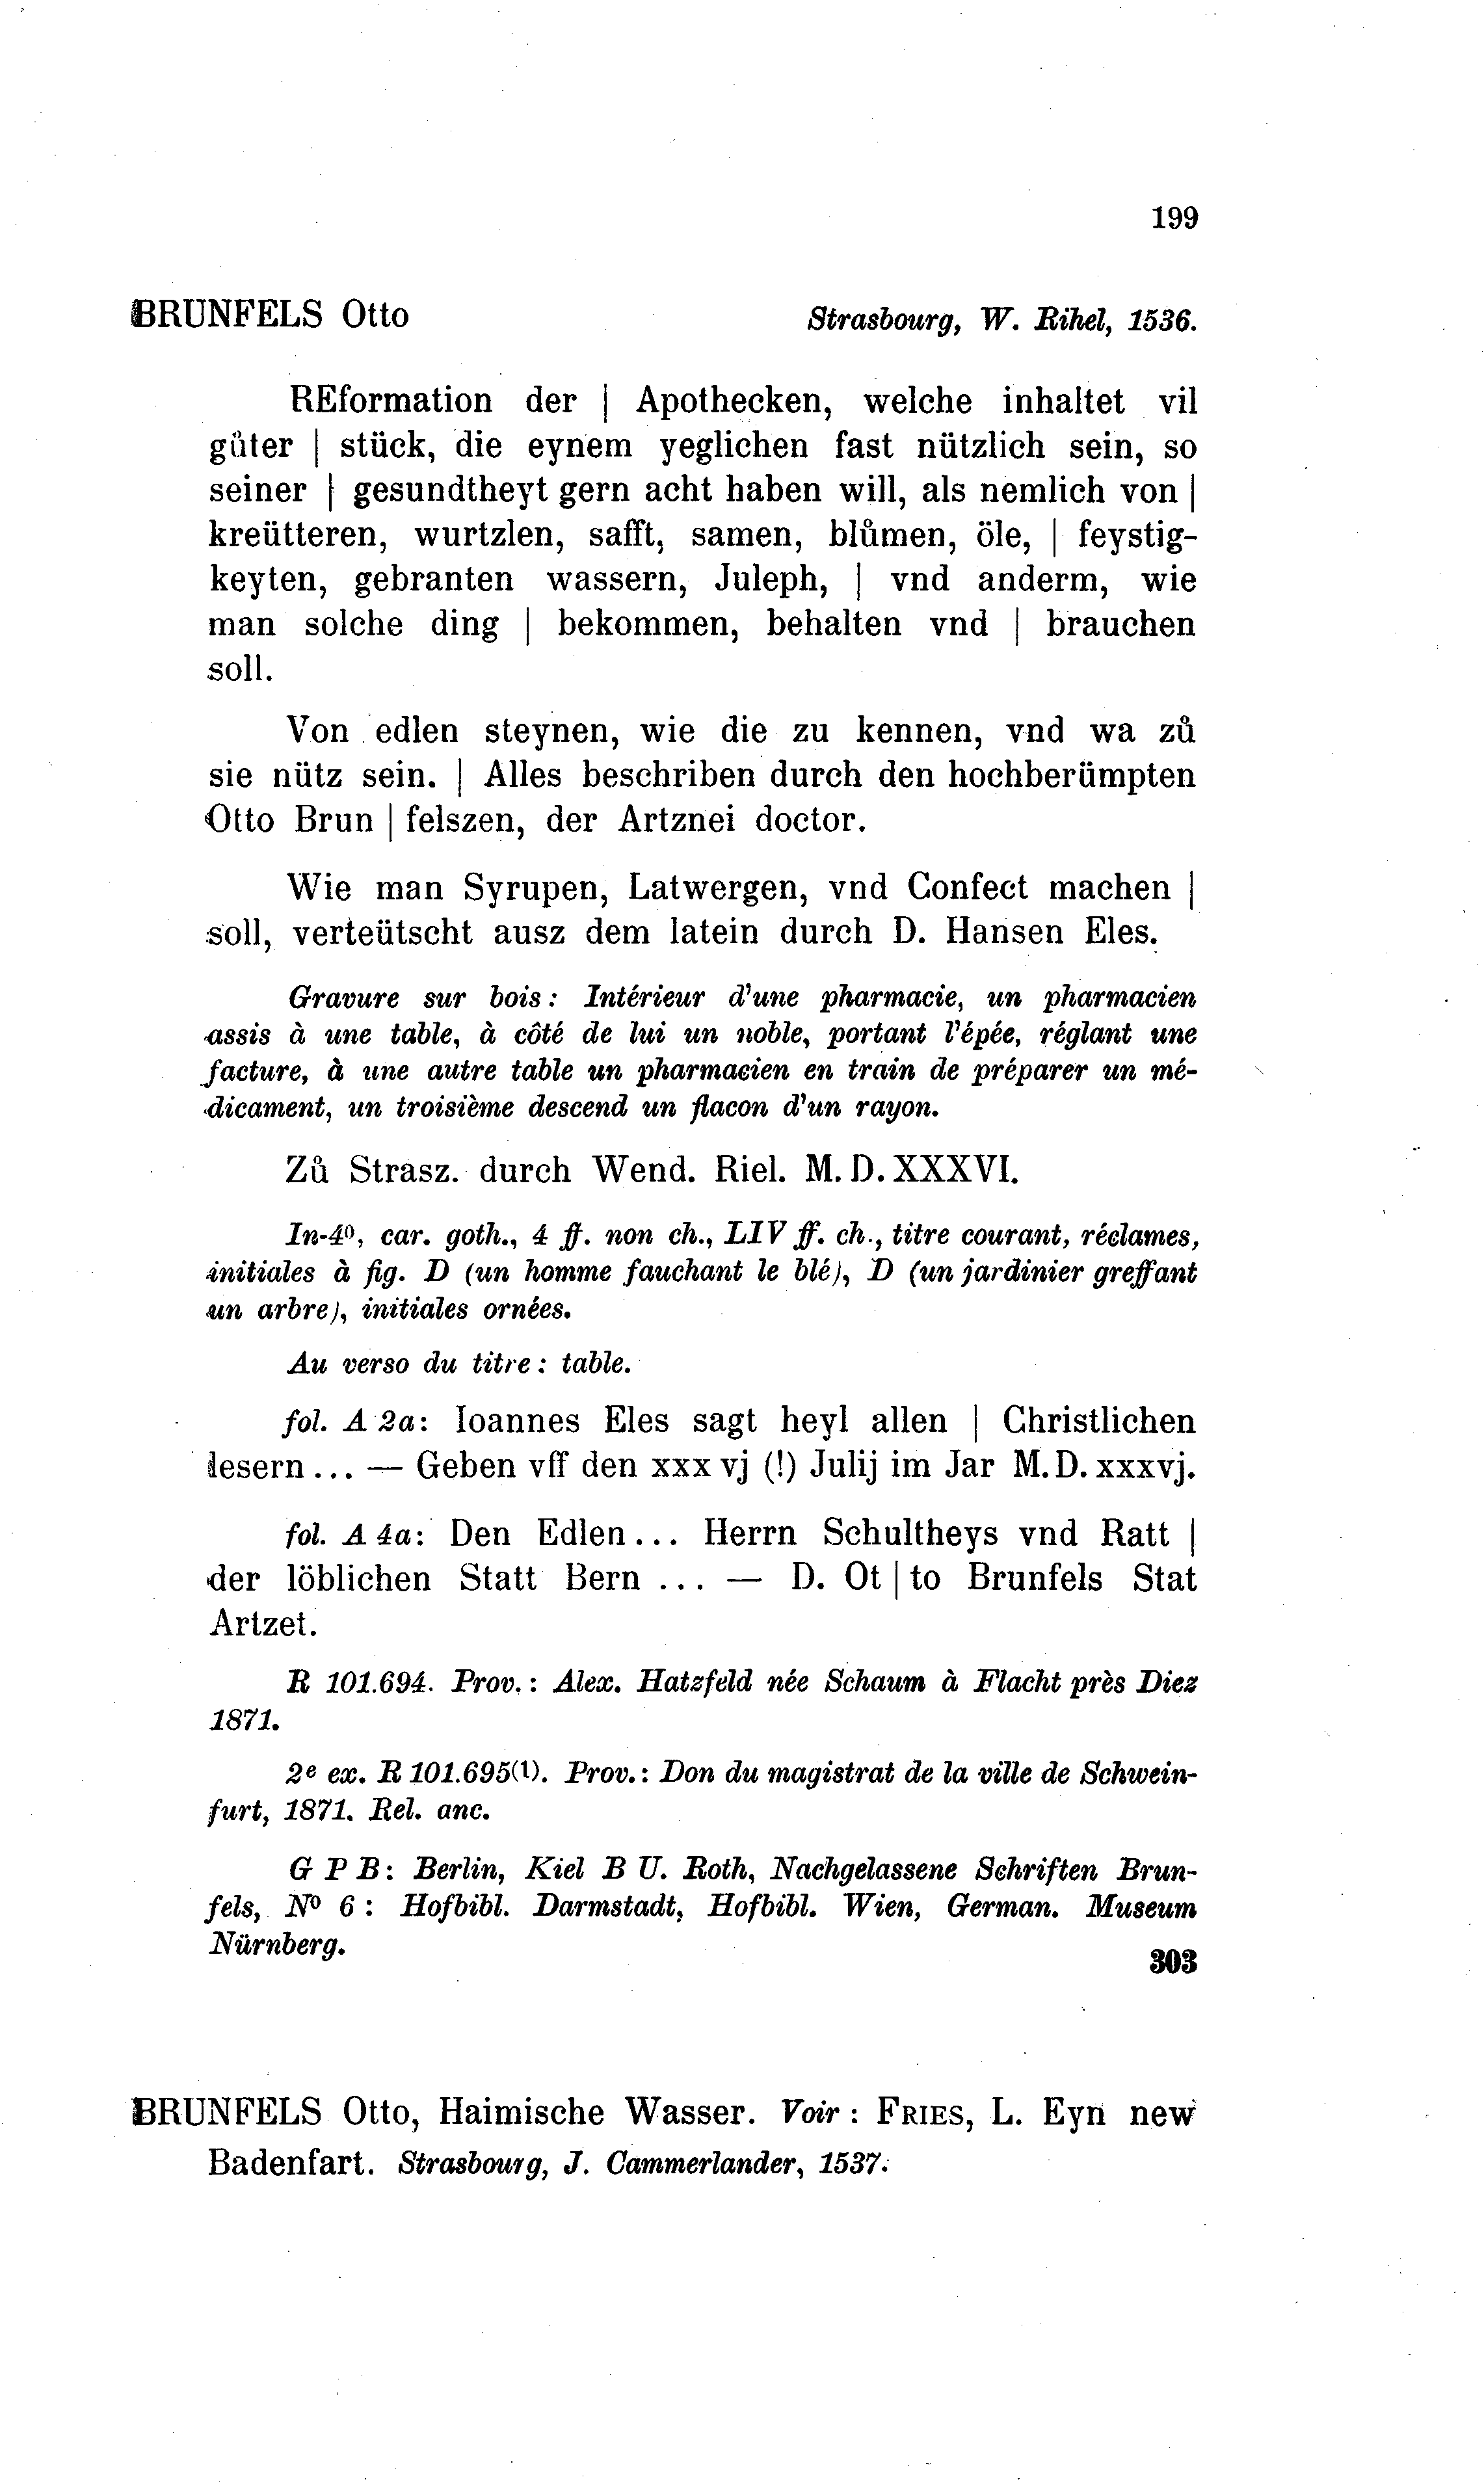 199
BRUNFELS Otto Strasbourg, W. Rihel, 1536.
REformation der | Apothecken, welche inhaltet vil
gůter | stück, die eynem yeglichen fast nützlich sein, so
seiner | gesundtheyt gern acht haben will, als nemlich von |
kreütteren, wurtzlen, safft, samen, blůmen, öle, | feystig-
keyten, gebranten wassern, Juleph, | vnd anderm, wie
man solche ding | bekommen, behalten vnd | brauchen
soll.
Von edlen steynen, wie die zu kennen, vnd wa zů
sie nütz sein. | Alles beschriben durch den hochberümpten
Otto Brun | felszen, der Artznei doctor.
Wie man Syrupen, Latwergen, vnd Confect machen |
soll, verteütscht ausz dem latein durch D. Hansen Eles.
Gravure sur bois: Intérieur d'une pharmacie, un pharmacien
assis à une table, à côté de lui un noble, portant l'épée, réglant une
facture, à une autre table un pharmacien en train de préparer un mé-
dicament, un troisième descend un flacon d'un rayon.
Zů Strasz. durch Wend. Riel. M. D. XXXVI.
In-4⁰, car. goth., 4 ff. non ch., LIV ff. ch., titre courant, réclames,
initiales à fig. D (un homme fauchant le blé), D (un jardinier greffant
un arbre), initiales ornées.
Au verso du titre: table.
fol. A 2a: Ioannes Eles sagt heyl allen | Christlichen
lesern... — Geben vff den xxx vj (!) Julij im Jar M. D. xxxvj.
fol. A 4a: Den Edlen... Herrn Schultheys vnd Ratt |
der löblichen Statt Bern ... — D. Ot | to Brunfels Stat
Artzet.
R 101.694. Prov.: Alex. Hatzfeld née Schaum à Flacht près Diez
1871.
2ᵉ ex. R 101.695(1). Prov.: Don du magistrat de la ville de Schwein-
furt, 1871. Rel. anc.
G P B: Berlin, Kiel B U. Roth, Nachgelassene Schriften Brun-
fels, Nº 6: Hofbibl. Darmstadt, Hofbibl. Wien, German. Museum
Nürnberg.
303
BRUNFELS Otto, Haimische Wasser. Voir: FRIES, L. Eyn new
Badenfart. Strasbourg, J. Cammerlander, 1537.